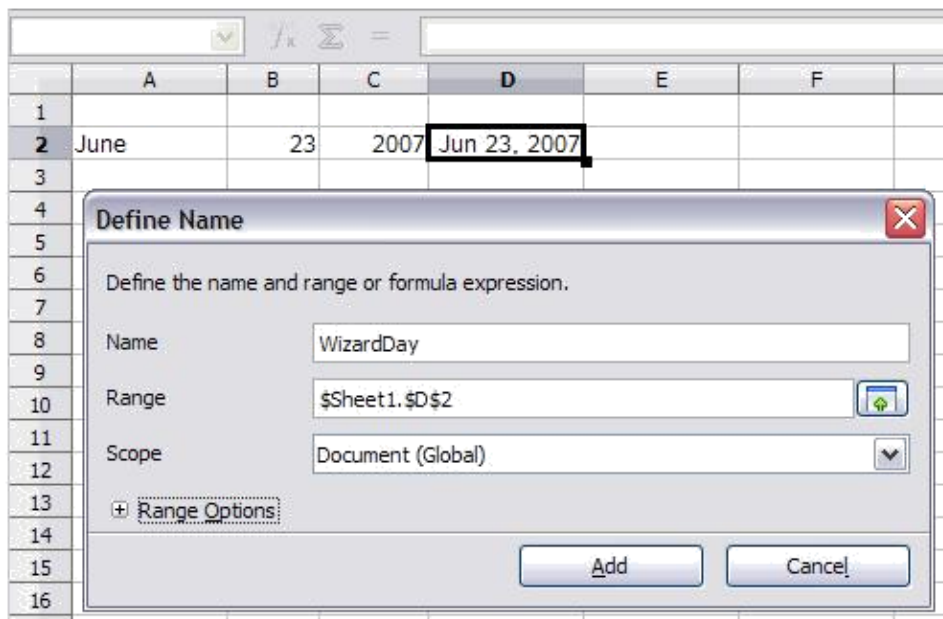 fx Σ =
A B C D E F
1
2 June 23 2007 Jun 23, 2007
3
4
Define Name
5
6 Define the name and range or formula expression.
7
8 Name WizardDay
9
10 Range $Sheet1.$D$2
11
12 Scope Document (Global)
13 Range Options
14
15 Add Cancel
16